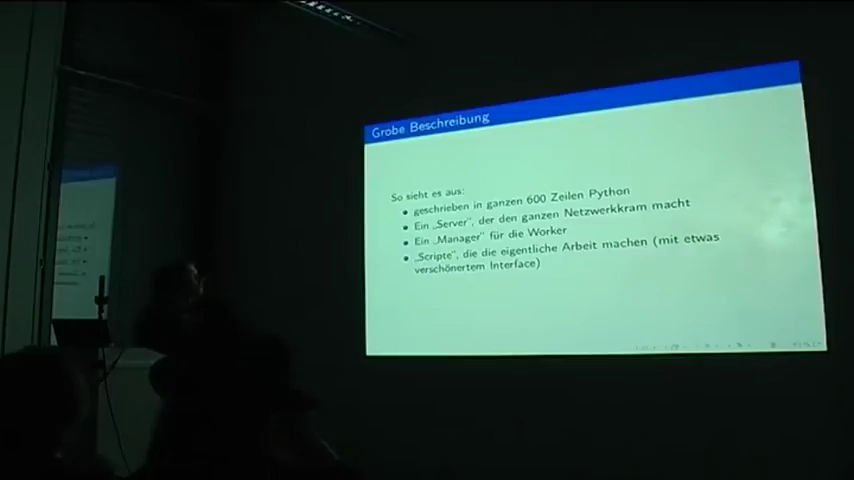 Grobe Beschreibung
So sieht es aus:
geschrieben in ganzen 600 Zeilen Python
Ein „Server“, der den ganzen Netzwerkkram macht
Ein „Manager“ für die Worker
„Scripte“, die die eigentliche Arbeit machen (mit etwas
verschönertem Interface)